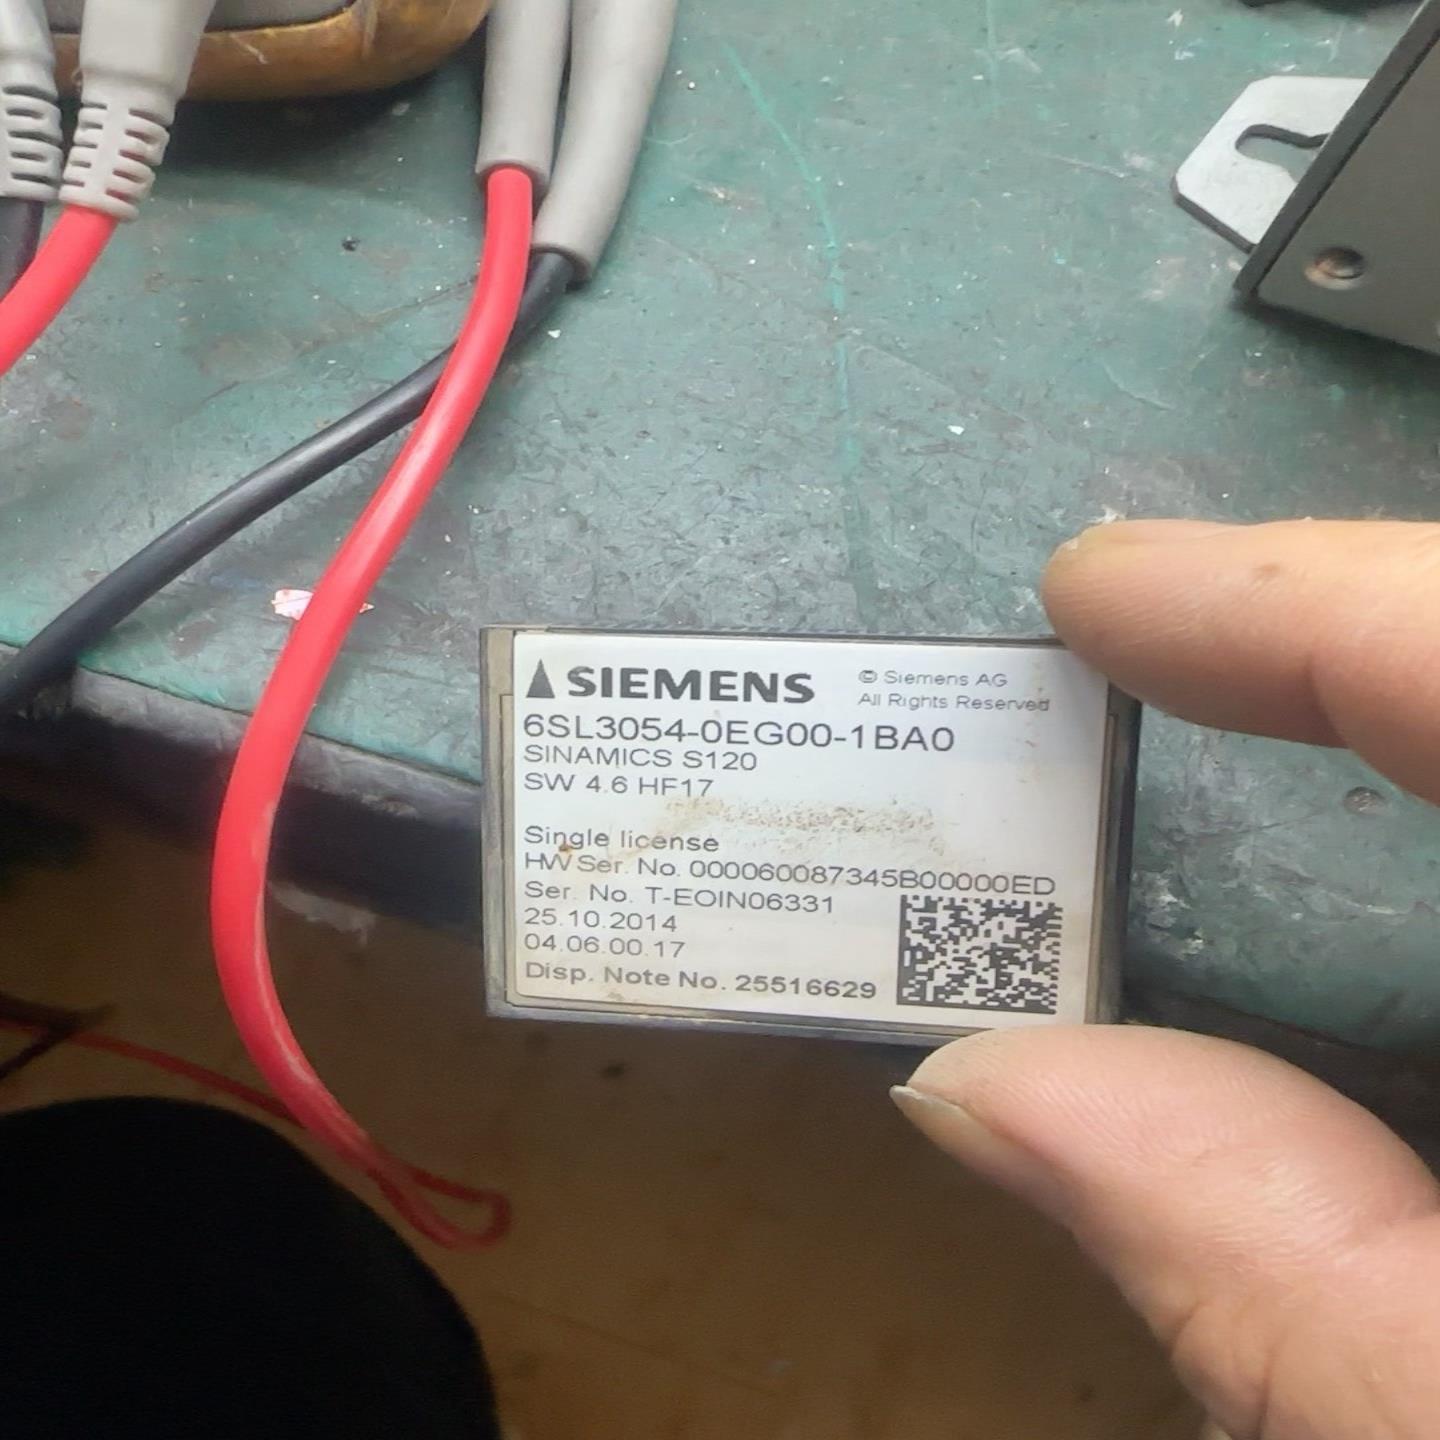 SIEMENS
© Siemens AG
All Rights Reserved
6SL3054-0EG00-1BA0
SINAMICS S120
SW 4.6 HF17
Single license
HW Ser. No. 000060087345B00000ED
Ser. No. T-EOIN06331
25.10.2014
04.06.00.17
Disp. Note No. 25516629